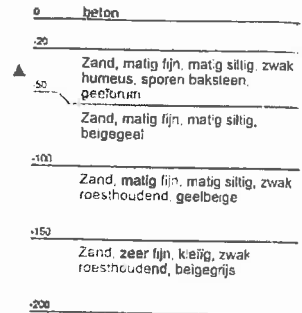 0 beton
-20
Zand, matig fijn, matig siltig, zwak
humeus, sporen baksteen,
geelbruin
-50
Zand, matig fijn, matig siltig,
beigegeel
-100
Zand, matig fijn, matig siltig, zwak
roesthoudend, geelbeige
-150
Zand, zeer fijn, kleiig, zwak
roesthoudend, beigegrijs
-200